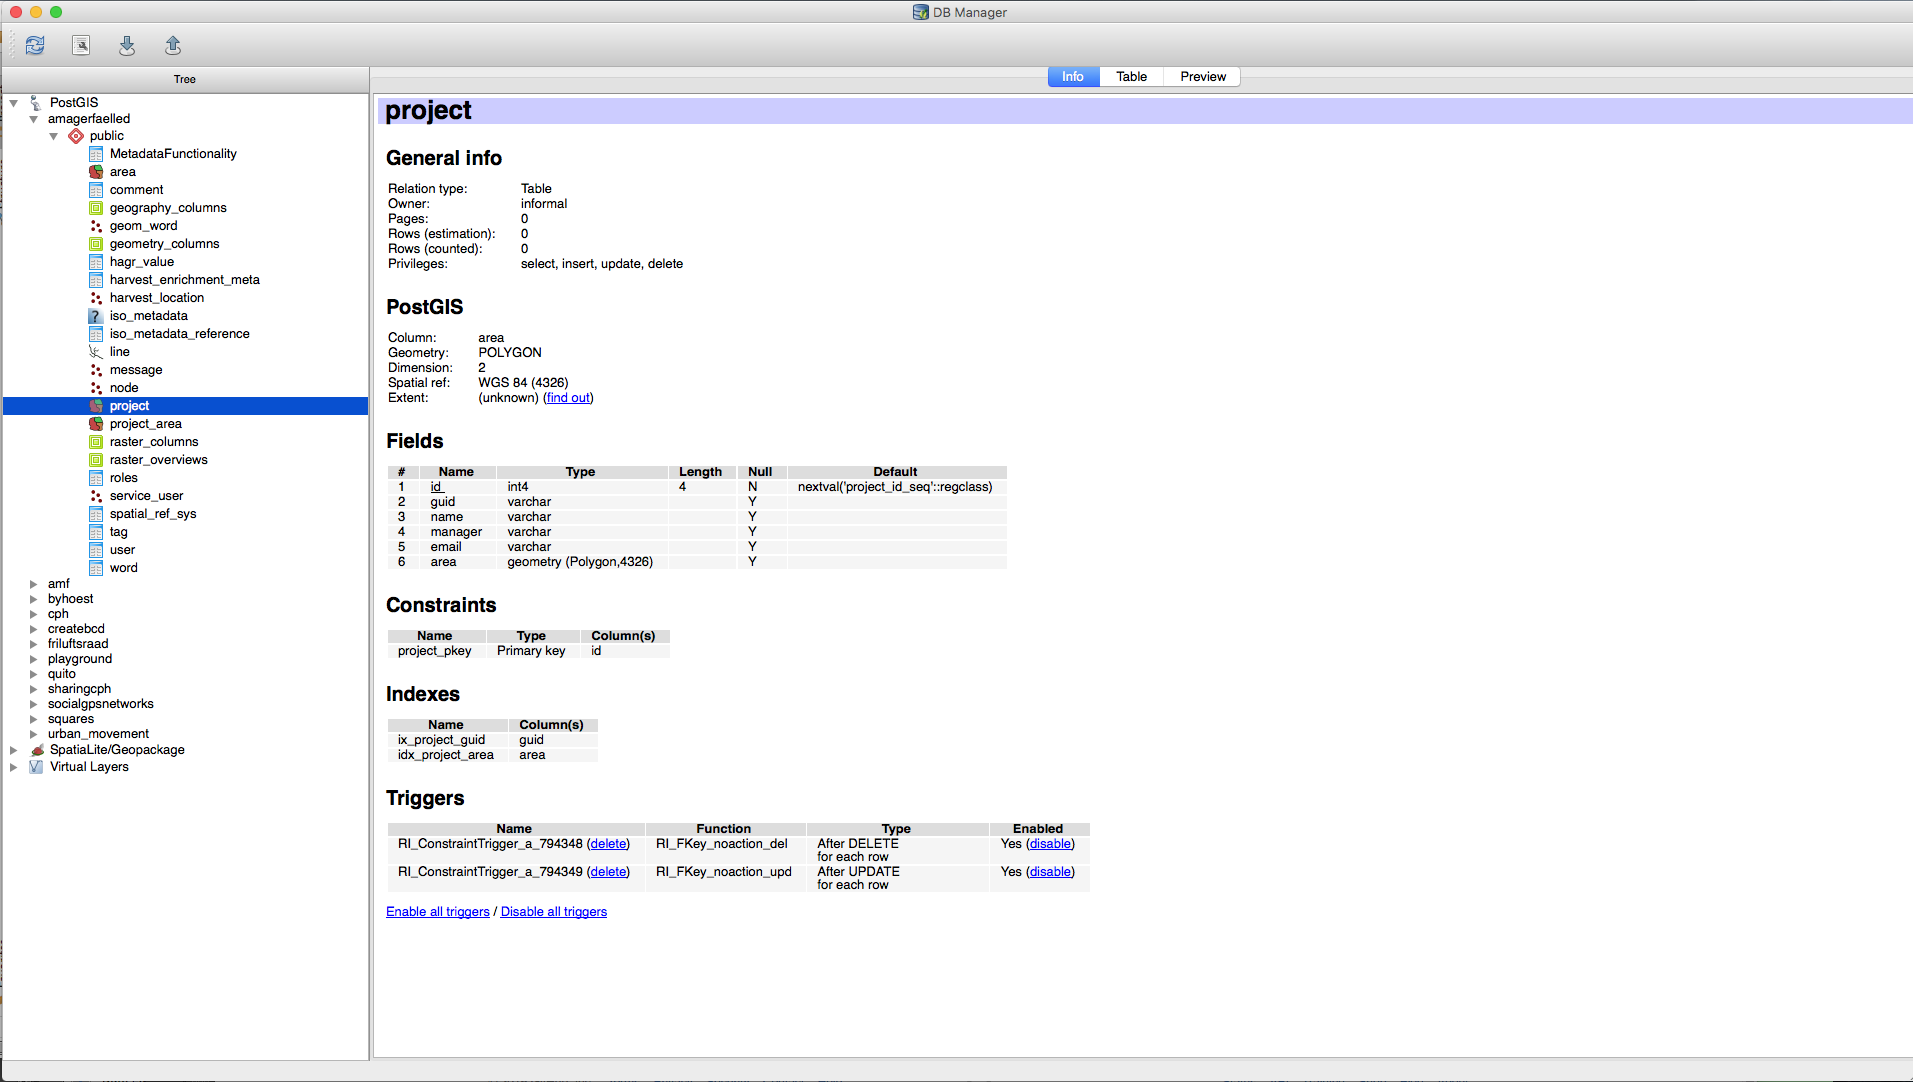 DB Manager
Tree
Info Table Preview
PostGIS
amagerfaelled
public
MetadataFunctionality
area
comment
geography_columns
geom_word
geometry_columns
hagr_value
harvest_enrichment_meta
harvest_location
iso_metadata
iso_metadata_reference
line
message
node
project
project_area
raster_columns
raster_overviews
roles
service_user
spatial_ref_sys
tag
user
word
amf
byhoest
cph
createbcd
friluftsraad
playground
quito
sharingcph
socialgpsnetworks
squares
urban_movement
SpatiaLite/Geopackage
Virtual Layers
project
General info
Relation type: Table
Owner: informal
Pages: 0
Rows (estimation): 0
Rows (counted): 0
Privileges: select, insert, update, delete
PostGIS
Column: area
Geometry: POLYGON
Dimension: 2
Spatial ref: WGS 84 (4326)
Extent: (unknown) (find out)
Fields
# Name Type Length Null Default
1 id int4 4 N nextval('project_id_seq'::regclass)
2 guid varchar Y
3 name varchar Y
4 manager varchar Y
5 email varchar Y
6 area geometry (Polygon,4326) Y
Constraints
Name Type Column(s)
project_pkey Primary key id
Indexes
Name Column(s)
ix_project_guid guid
idx_project_area area
Triggers
Name Function Type Enabled
RI_ConstraintTrigger_a_794348 (delete) RI_FKey_noaction_del After DELETE Yes (disable)
for each row
RI_ConstraintTrigger_a_794349 (delete) RI_FKey_noaction_upd After UPDATE Yes (disable)
for each row
Enable all triggers / Disable all triggers